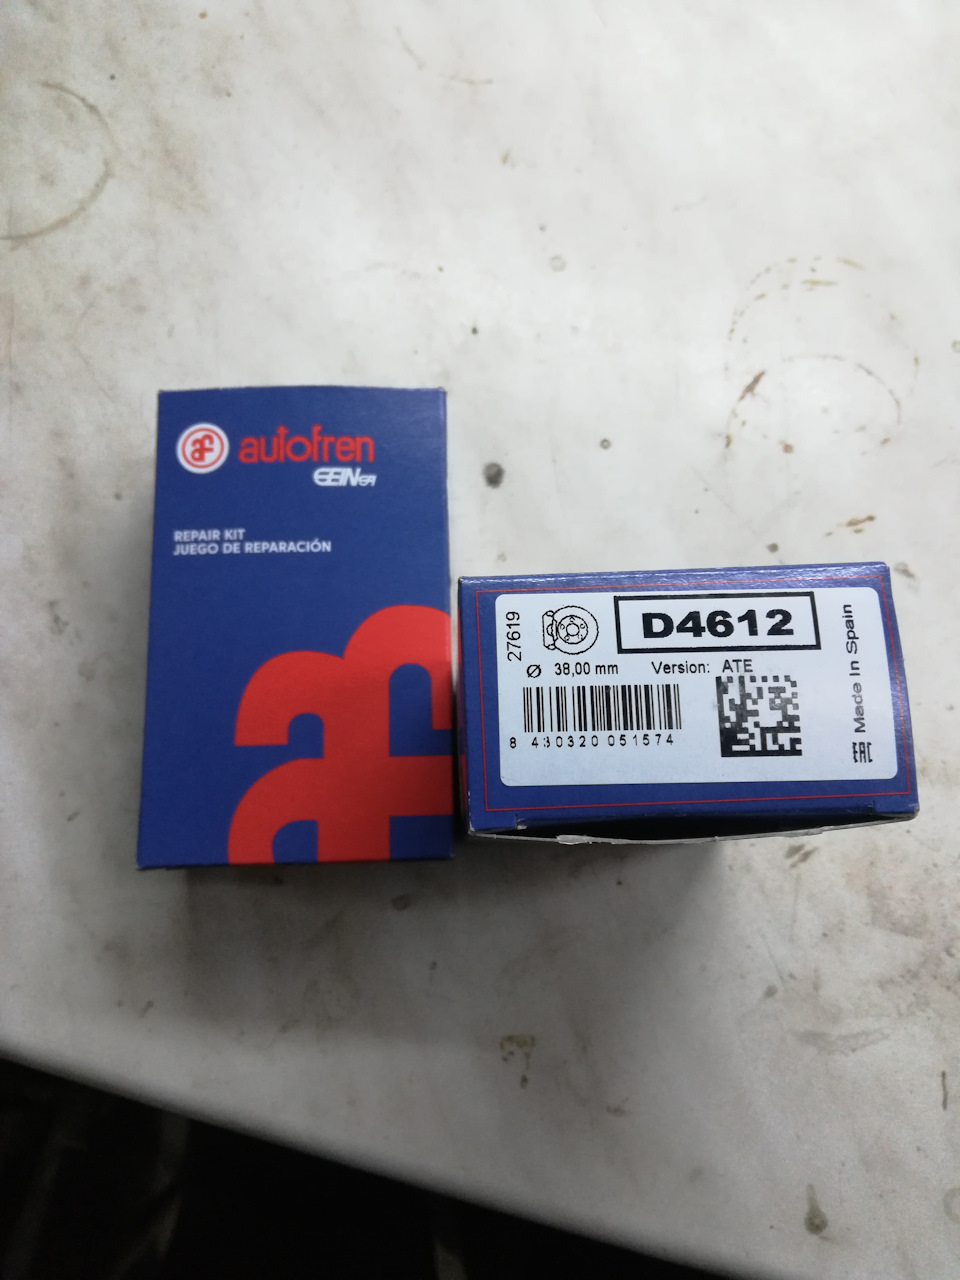 autofren
SEINsa
REPAIR KIT
JUEGO DE REPARACIÓN
27619
D4612
Ø 38,00 mm Version: ATE
8 430320 051574
Made In Spain
EAC